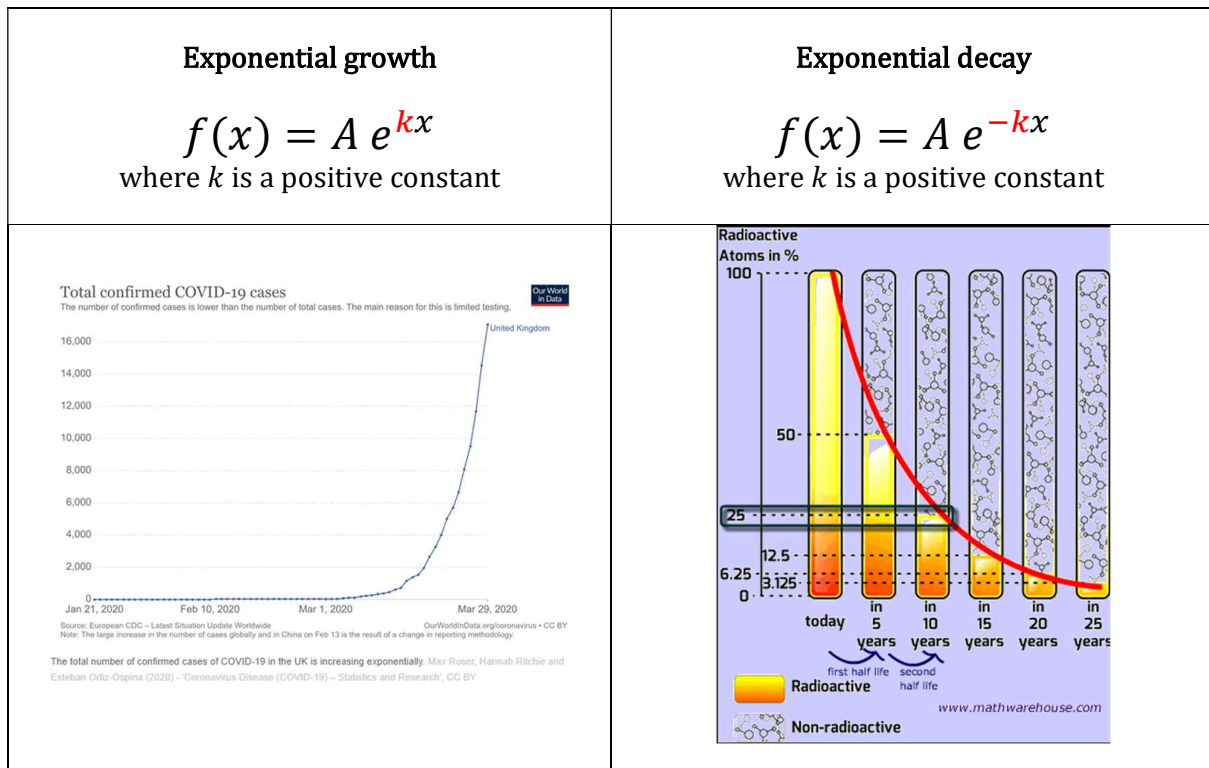 Exponential growth
f(x) = A e^{kx}
where k is a positive constant
Exponential decay
f(x) = A e^{-kx}
where k is a positive constant
Total confirmed COVID-19 cases
The number of confirmed cases is lower than the number of total cases. The main reason for this is limited testing.
Our World
in Data
United Kingdom
16,000
14,000
12,000
10,000
8,000
6,000
4,000
2,000
0
Jan 21, 2020
Feb 10, 2020
Mar 1, 2020
Mar 29, 2020
Source: European CDC – Latest Situation Update Worldwide
OurWorldInData.org/coronavirus • CC BY
Note: The large increase in the number of cases globally and in China on Feb 13 is the result of a change in reporting methodology.
The total number of confirmed cases of COVID-19 in the UK is increasing exponentially. Max Roser, Hannah Ritchie and
Esteban Ortiz-Ospina (2020) - 'Coronavirus Disease (COVID-19) – Statistics and Research', CC BY
Radioactive
Atoms in %
100
50
25
12.5
6.25
3.125
0
today
in
5
years
in
10
years
in
15
years
in
20
years
in
25
years
first half life
second
half life
Radioactive
www.mathwarehouse.com
Non-radioactive